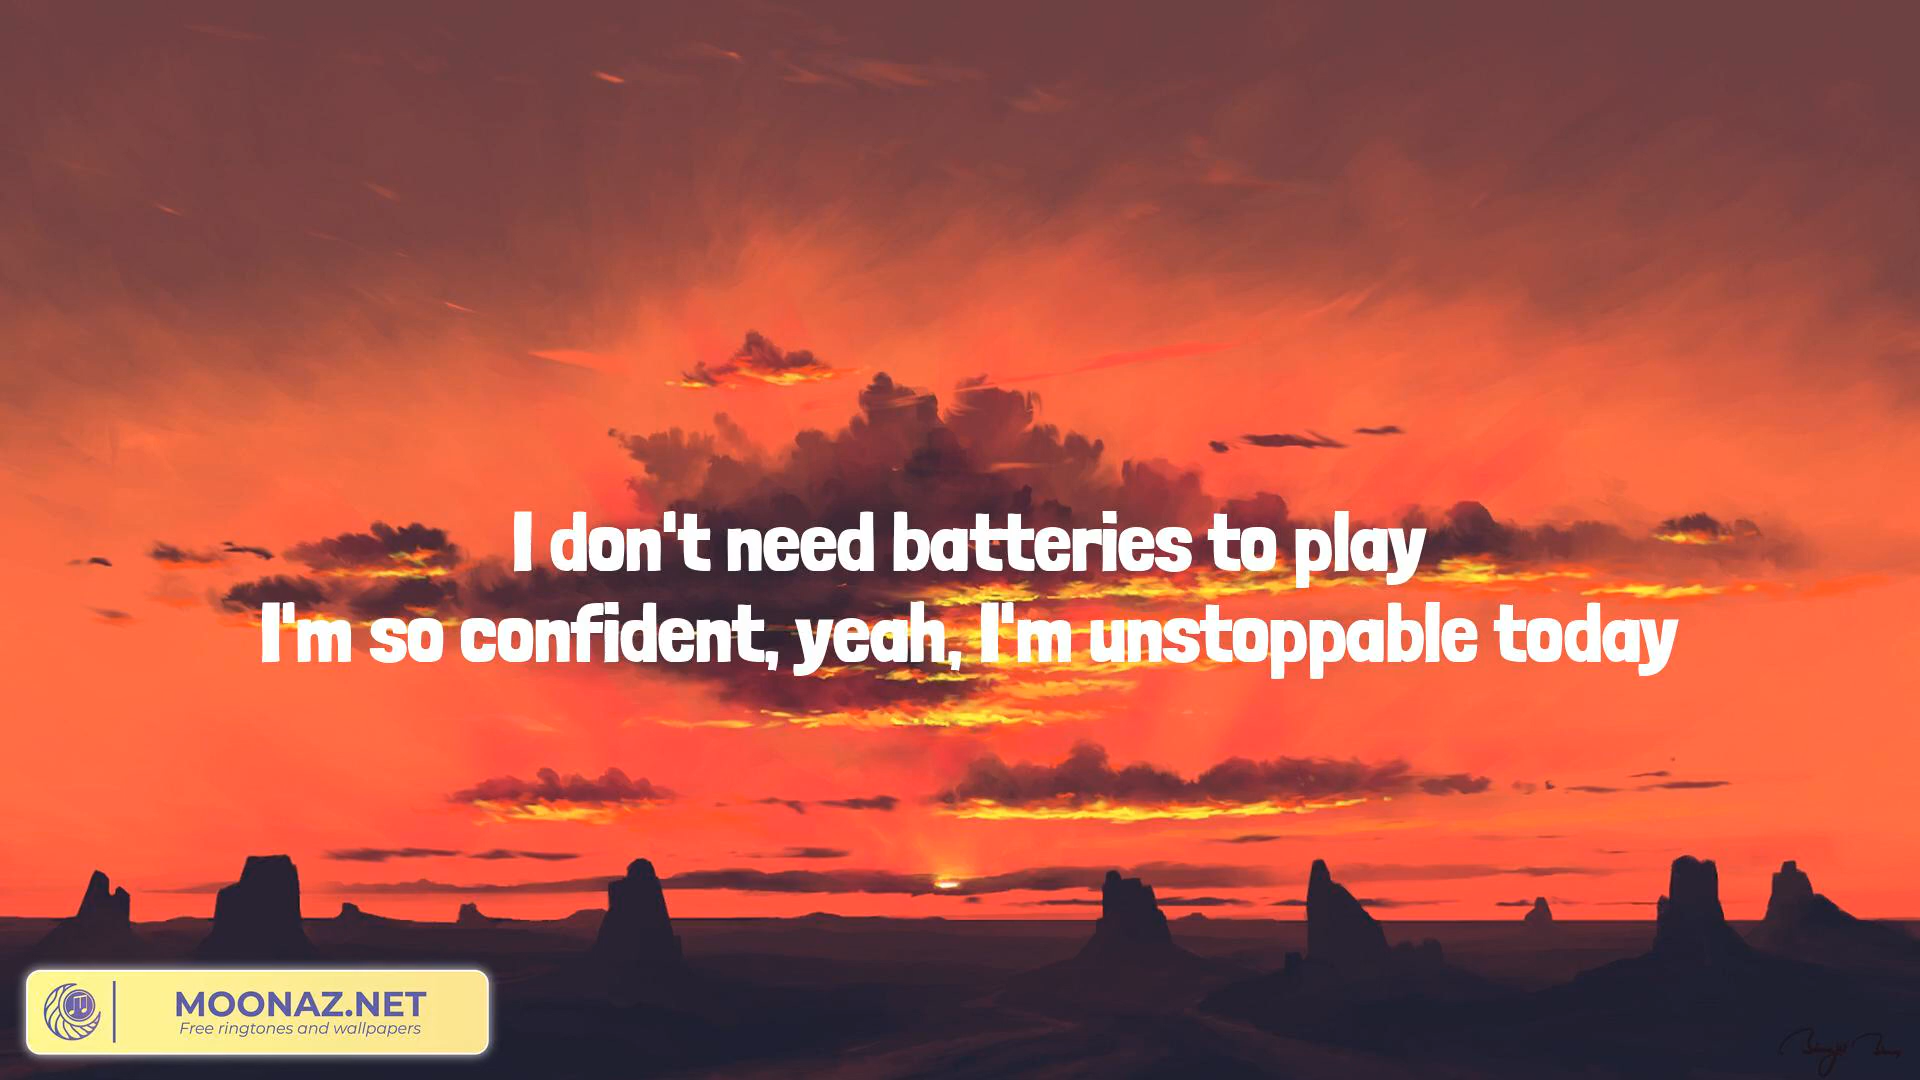 I don't need batteries to play
I'm so confident, yeah, I'm unstoppable today
MOONAZ.NET
Free ringtones and wallpapers